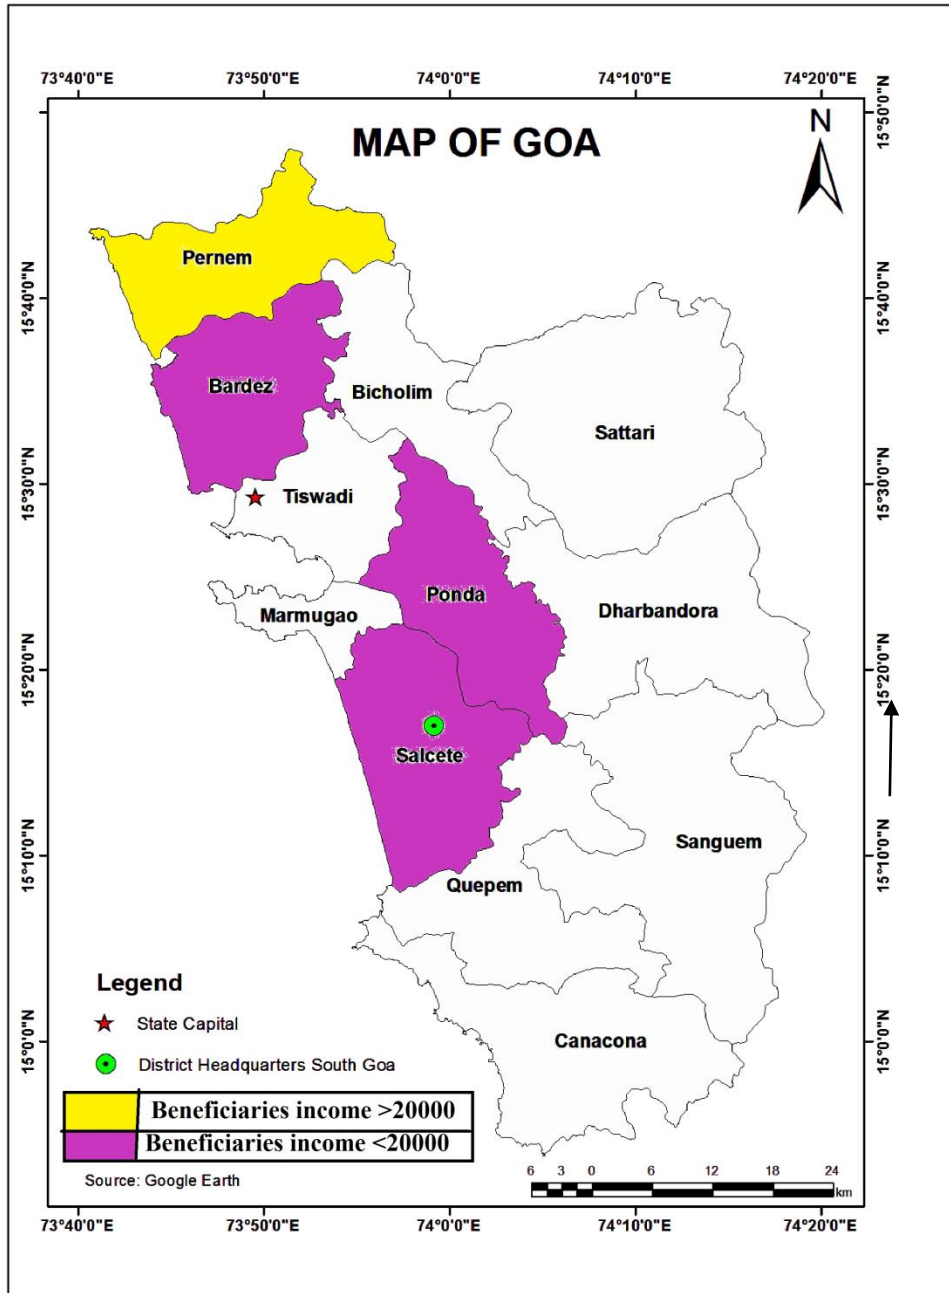 73°40'0"E 73°50'0"E 74°0'0"E 74°10'0"E 74°20'0"E
MAP OF GOA
N
15°50'0"N
15°50'0"N
Pernem
15°40'0"N
15°40'0"N
Bardez
Bicholim
Sattari
15°30'0"N
15°30'0"N
Tiswadi
Ponda
Dharbandora
Marmugao
15°20'0"N
15°20'0"N
Salcete
Sanguem
15°10'0"N
15°10'0"N
Quepem
Legend
State Capital
Canacona
15°0'0"N
15°0'0"N
District Headquarters South Goa
Beneficiaries income >20000
Beneficiaries income <20000
Source: Google Earth
6 3 0 6 12 18 24
km
73°40'0"E 73°50'0"E 74°0'0"E 74°10'0"E 74°20'0"E